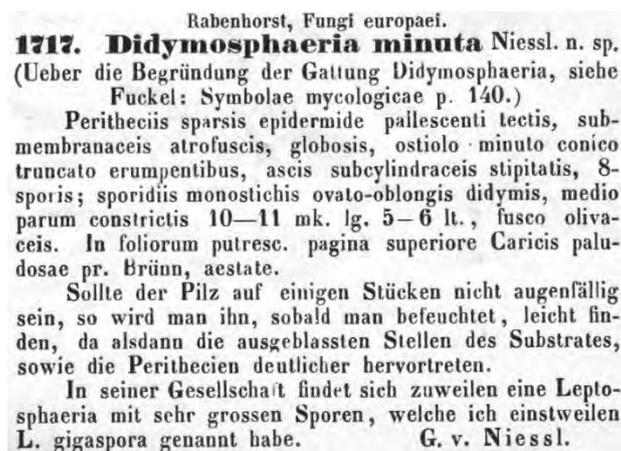 Rabenhorst, Fungi europaei.
1717. Didymosphaeria minuta Niessl. n. sp.
(Ueber die Begründung der Gattung Didymosphaeria, siehe
Fuckel: Symbolae mycologicae p. 140.)
Peritheciis sparsis epidermide pallescenti tectis, sub-
membranaceis atrofuscis, globosis, ostiolo minuto conico
truncato erumpentibus, ascis subcylindraceis stipitatis, 8-
sporis; sporidiis monostichis ovato-oblongis didymis, medio
parum constrictis 10—11 mk. lg. 5–6 lt., fusco oliva-
ceis. In foliorum putresc. pagina superiore Caricis palu-
dosae pr. Brünn, aestate.
Sollte der Pilz auf einigen Stücken nicht augenfällig
sein, so wird man ihn, sobald man befeuchtet, leicht fin-
den, da alsdann die ausgeblassten Stellen des Substrates,
sowie die Perithecien deutlicher hervortreten.
In seiner Gesellschaft findet sich zuweilen eine Lepto-
sphaeria mit sehr grossen Sporen, welche ich einstweilen
L. gigaspora genannt habe. G. v. Niessl.